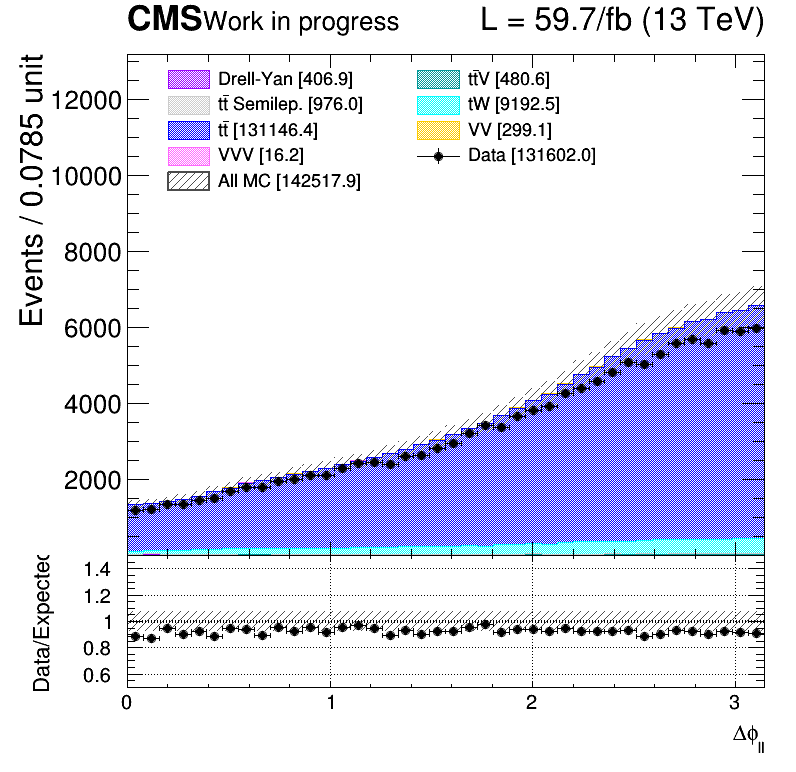 CMS Work in progress L = 59.7/fb (13 TeV)
Events / 0.0785 unit
Drell-Yan [406.9]
tt̄ Semilep. [976.0]
tt̄ [131146.4]
VVV [16.2]
All MC [142517.9]
tt̄V [480.6]
tW [9192.5]
VV [299.1]
Data [131602.0]
12000
10000
8000
6000
4000
2000
Data/Expected
1.4
1.2
1
0.8
0.6
0 1 2 3
Δϕ_ll